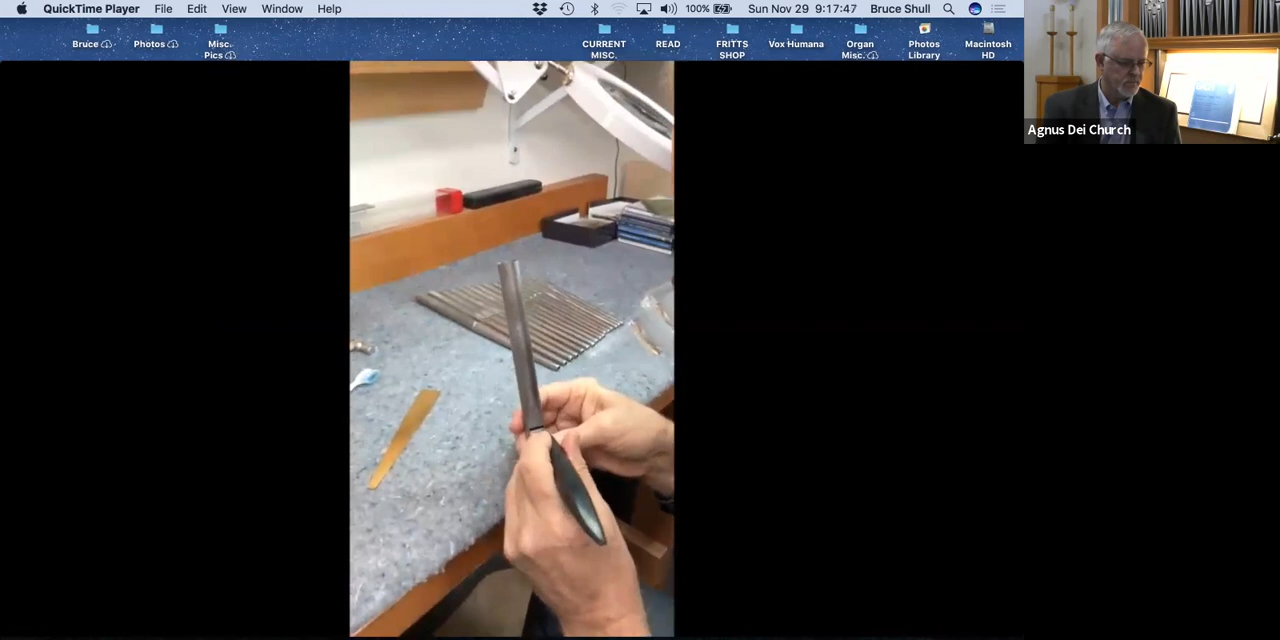 QuickTime Player File Edit View Window Help 100% Sun Nov 29 9:17:47 Bruce Shull
Bruce Photos Misc. Pics CURRENT MISC. READ FRITTS SHOP Vox Humana Organ Misc. Photos Library Macintosh HD
Agnus Dei Church